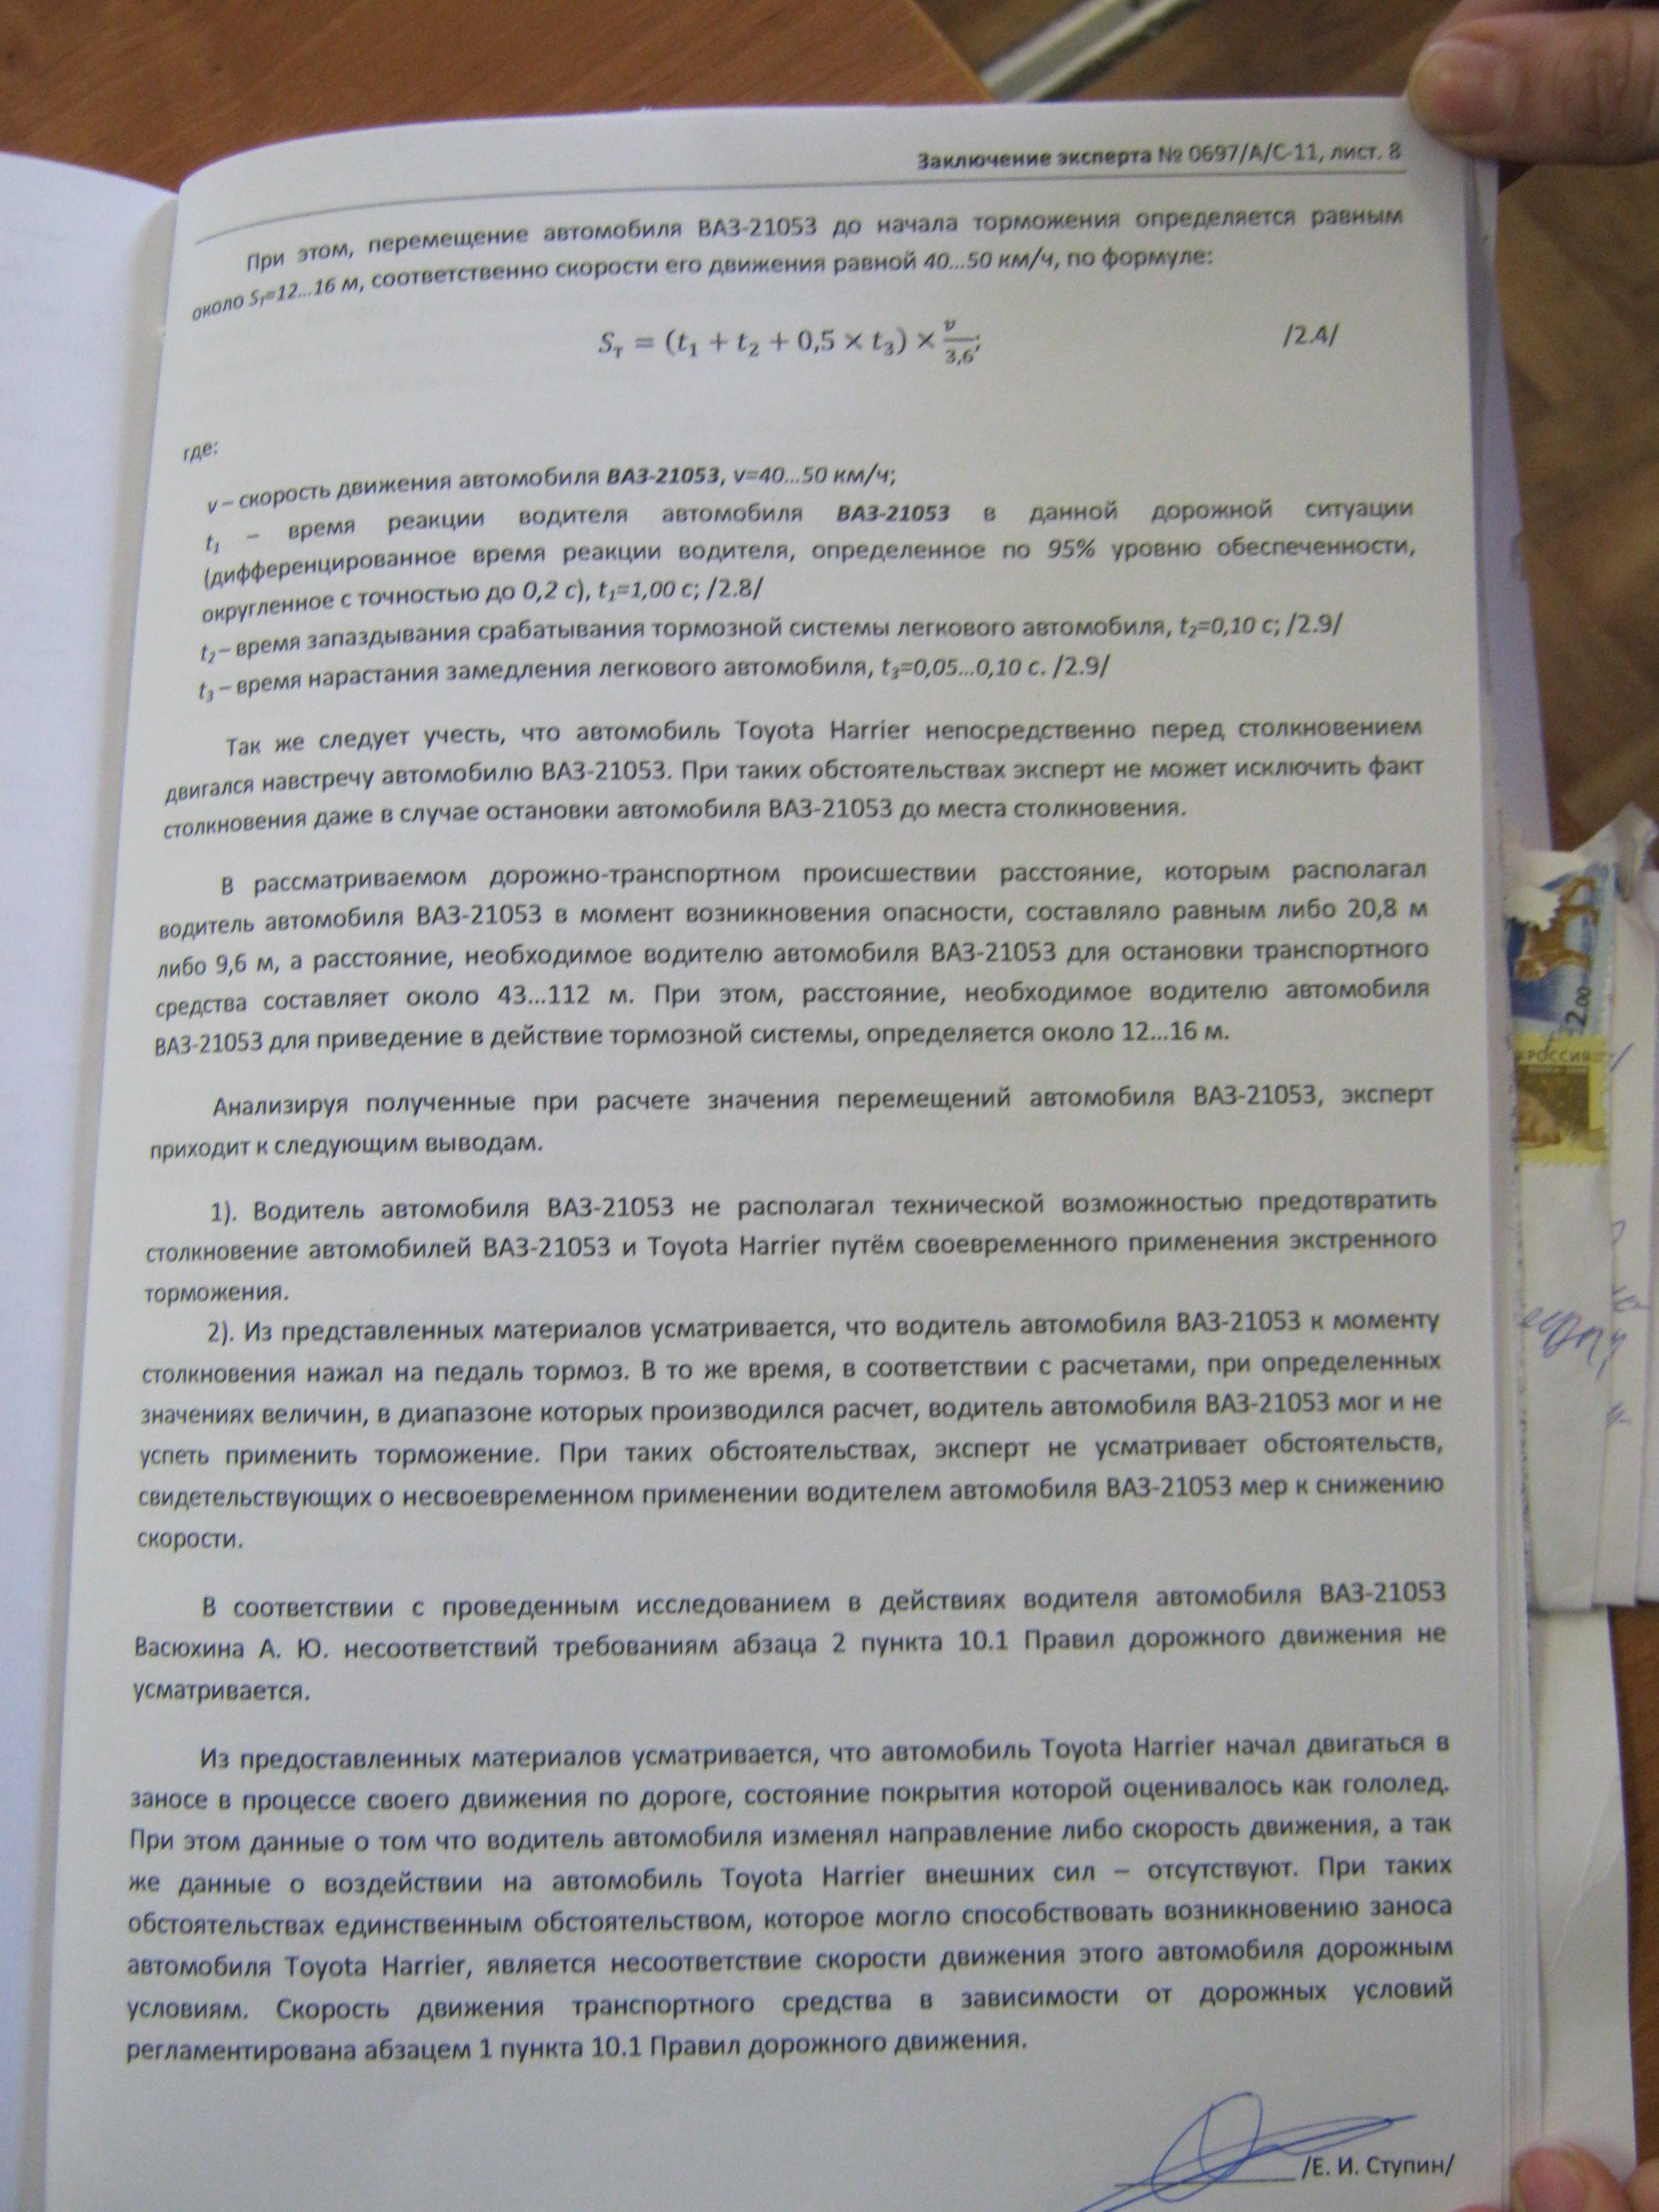 Заключение эксперта № 0697/А/С-11, лист. 8
При этом, перемещение автомобиля ВАЗ-21053 до начала торможения определяется равным
около Sт=12...16 м, соответственно скорости его движения равной 40...50 км/ч, по формуле:
Sт = (t1 + t2 + 0,5 × t3) × v/3,6; /2.4/
где:
v – скорость движения автомобиля ВАЗ-21053, v=40...50 км/ч;
t1 – время реакции водителя автомобиля ВАЗ-21053 в данной дорожной ситуации
(дифференцированное время реакции водителя, определенное по 95% уровню обеспеченности,
округленное с точностью до 0,2 с), t1=1,00 с; /2.8/
t2 – время запаздывания срабатывания тормозной системы легкового автомобиля, t2=0,10 с; /2.9/
t3 – время нарастания замедления легкового автомобиля, t3=0,05...0,10 с. /2.9/
Так же следует учесть, что автомобиль Toyota Harrier непосредственно перед столкновением
двигался навстречу автомобилю ВАЗ-21053. При таких обстоятельствах эксперт не может исключить факт
столкновения даже в случае остановки автомобиля ВАЗ-21053 до места столкновения.
В рассматриваемом дорожно-транспортном происшествии расстояние, которым располагал
водитель автомобиля ВАЗ-21053 в момент возникновения опасности, составляло равным либо 20,8 м
либо 9,6 м, а расстояние, необходимое водителю автомобиля ВАЗ-21053 для остановки транспортного
средства составляет около 43...112 м. При этом, расстояние, необходимое водителю автомобиля
ВАЗ-21053 для приведение в действие тормозной системы, определяется около 12...16 м.
Анализируя полученные при расчете значения перемещений автомобиля ВАЗ-21053, эксперт
приходит к следующим выводам.
1). Водитель автомобиля ВАЗ-21053 не располагал технической возможностью предотвратить
столкновение автомобилей ВАЗ-21053 и Toyota Harrier путём своевременного применения экстренного
торможения.
2). Из представленных материалов усматривается, что водитель автомобиля ВАЗ-21053 к моменту
столкновения нажал на педаль тормоз. В то же время, в соответствии с расчетами, при определенных
значениях величин, в диапазоне которых производился расчет, водитель автомобиля ВАЗ-21053 мог и не
успеть применить торможение. При таких обстоятельствах, эксперт не усматривает обстоятельств,
свидетельствующих о несвоевременном применении водителем автомобиля ВАЗ-21053 мер к снижению
скорости.
В соответствии с проведенным исследованием в действиях водителя автомобиля ВАЗ-21053
Васюхина А. Ю. несоответствий требованиям абзаца 2 пункта 10.1 Правил дорожного движения не
усматривается.
Из предоставленных материалов усматривается, что автомобиль Toyota Harrier начал двигаться в
заносе в процессе своего движения по дороге, состояние покрытия которой оценивалось как гололед.
При этом данные о том что водитель автомобиля изменял направление либо скорость движения, а так
же данные о воздействии на автомобиль Toyota Harrier внешних сил – отсутствуют. При таких
обстоятельствах единственным обстоятельством, которое могло способствовать возникновению заноса
автомобиля Toyota Harrier, является несоответствие скорости движения этого автомобиля дорожным
условиям. Скорость движения транспортного средства в зависимости от дорожных условий
регламентирована абзацем 1 пункта 10.1 Правил дорожного движения.
/Е. И. Ступин/
2.00
РОССИЯ